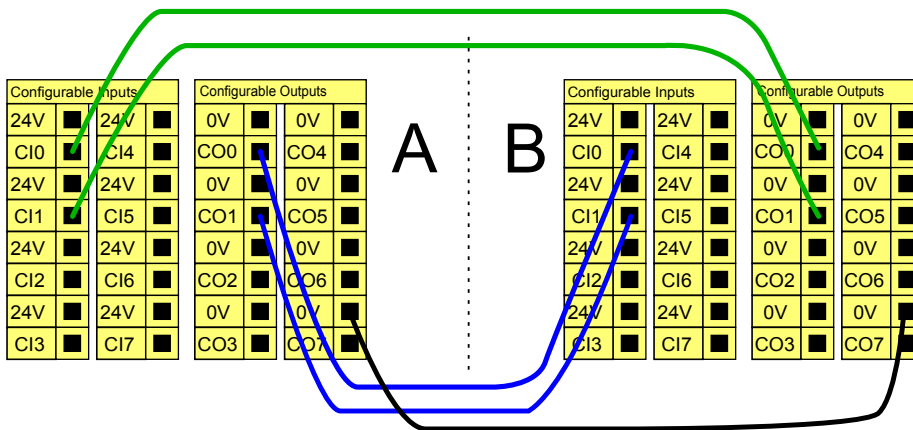 Configurable Inputs
24V 24V
CI0 CI4
24V 24V
CI1 CI5
24V 24V
CI2 CI6
24V 24V
CI3 CI7
Configurable Outputs
0V 0V
CO0 CO4
0V 0V
CO1 CO5
0V 0V
CO2 CO6
0V 0V
CO3 CO7
A
B
Configurable Inputs
24V 24V
CI0 CI4
24V 24V
CI1 CI5
24V 24V
CI2 CI6
24V 24V
CI3 CI7
Configurable Outputs
0V 0V
CO0 CO4
0V 0V
CO1 CO5
0V 0V
CO2 CO6
0V 0V
CO3 CO7